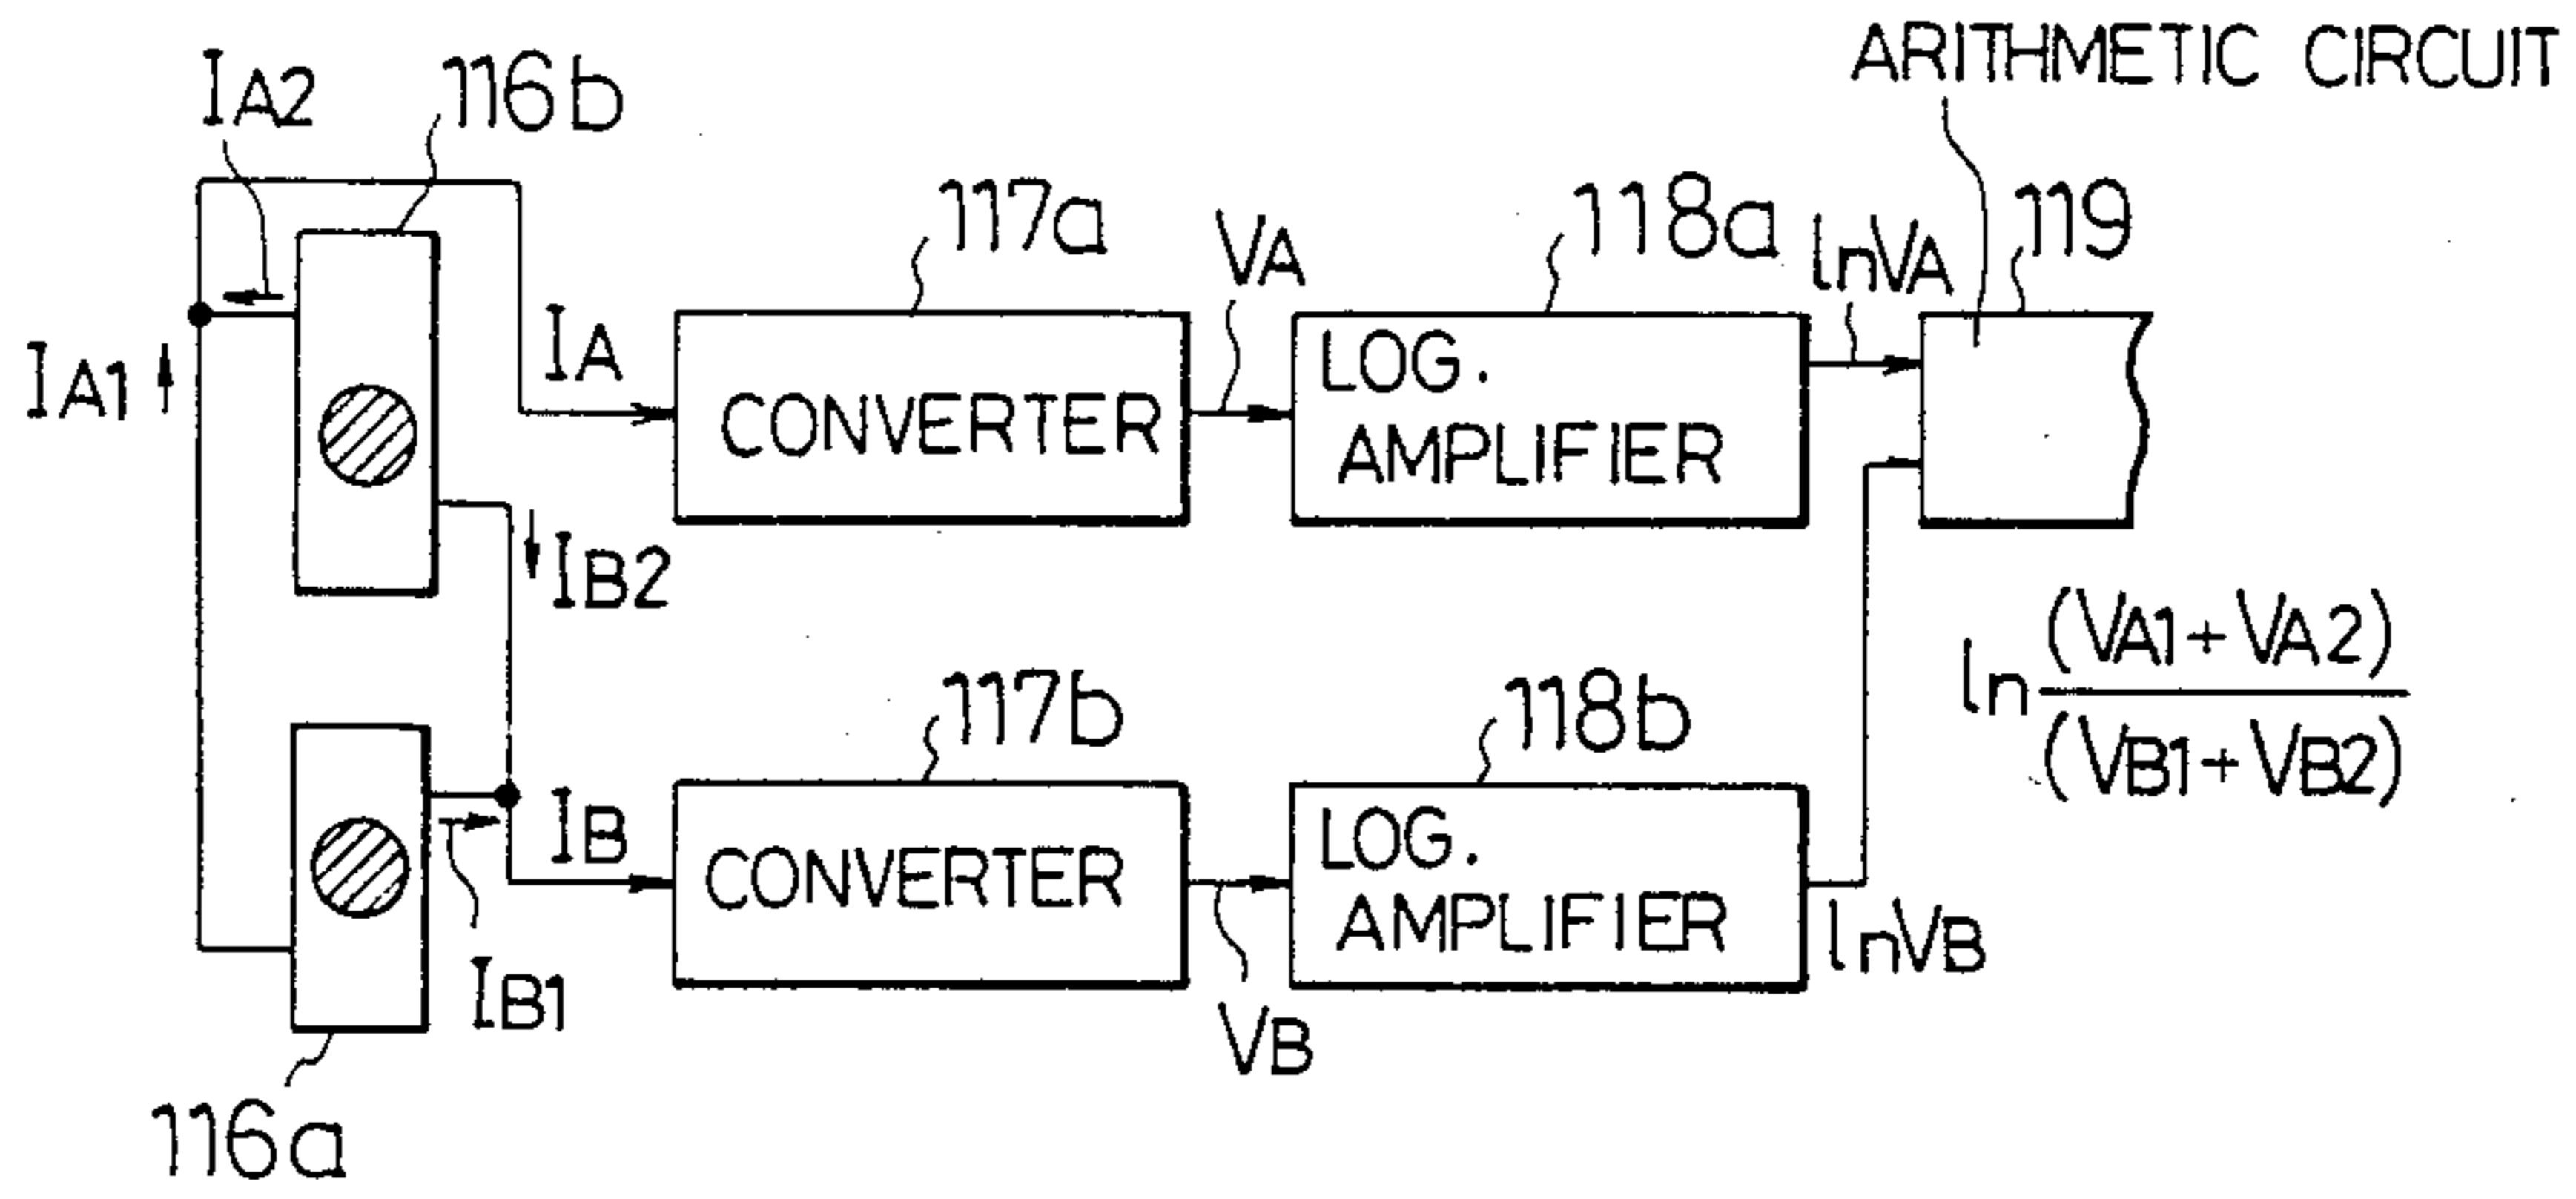 ARITHMETIC CIRCUIT
IA2
116b
117a
VA
118a
lnVA
119
IA1
IA
CONVERTER
LOG.
AMPLIFIER
IB2
117b
118b
ln (VA1+VA2)
(VB1+VB2)
IB
CONVERTER
LOG.
AMPLIFIER
lnVB
IB1
VB
116a